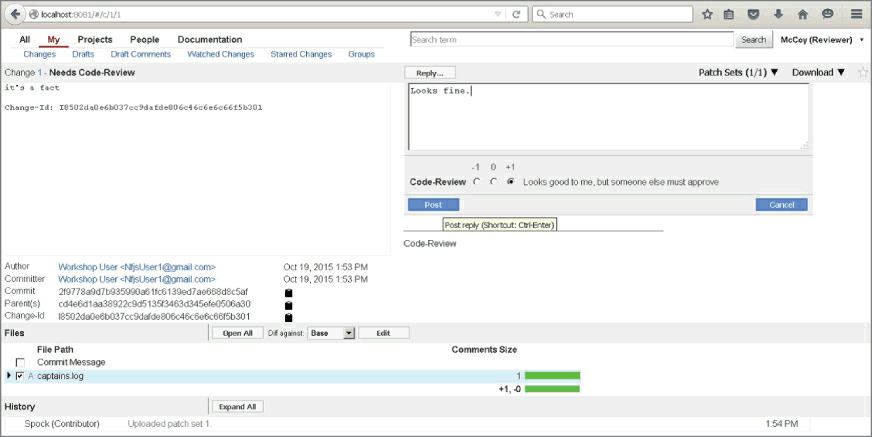 localhost:8081/#/c/1/1
Search
All My Projects People Documentation
Search term
Search
McCoy (Reviewer)
Changes Drafts Draft Comments Watched Changes Starred Changes Groups
Change 1 - Needs Code-Review
Reply...
Patch Sets (1/1)
Download
it's a fact
Change-Id: I8502da0e6b037cc9dafde806c46c6e6c66f5b301
Looks fine.
-1 0 +1
Code-Review
Looks good to me, but someone else must approve
Post
Cancel
Post reply (Shortcut: Ctrl-Enter)
Code-Review
Author Workshop User <NfjsUser1@gmail.com> Oct 19, 2015 1:53 PM
Committer Workshop User <NfjsUser1@gmail.com> Oct 19, 2015 1:53 PM
Commit 2f9778a9d7b935990a61fc6139ed7ae668d8c5af
Parent(s) cd4e6d1aa38922c9d5135f3463d345efe0506a30
Change-Id I8502da0e6b037cc9dafde806c46c6e6c66f5b301
Files
Open All
Diff against:
Base
Edit
File Path Comments Size
Commit Message
A captains.log 1
+1, -0
History
Expand All
Spock (Contributor) Uploaded patch set 1. 1:54 PM